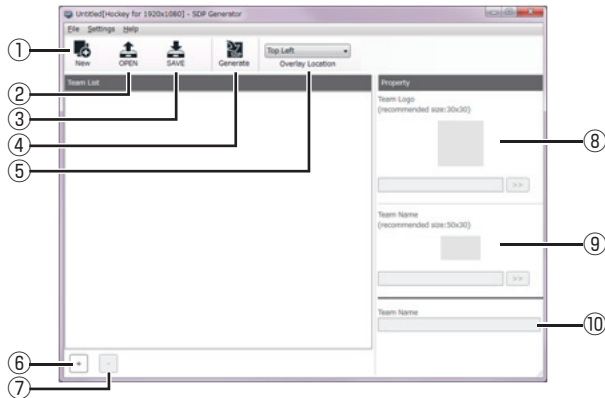 Untitled[Hockey for 1920x1080] - SDP Generator
File Settings Help
① New OPEN SAVE Generate Top Left
Overlay Location
②
③
④
⑤
Team List
Property
Team Logo
(recommended size:30x30)
⑧
>>
Team Name
(recommended size:50x30)
⑨
>>
Team Name
⑩
⑥ +
⑦ -